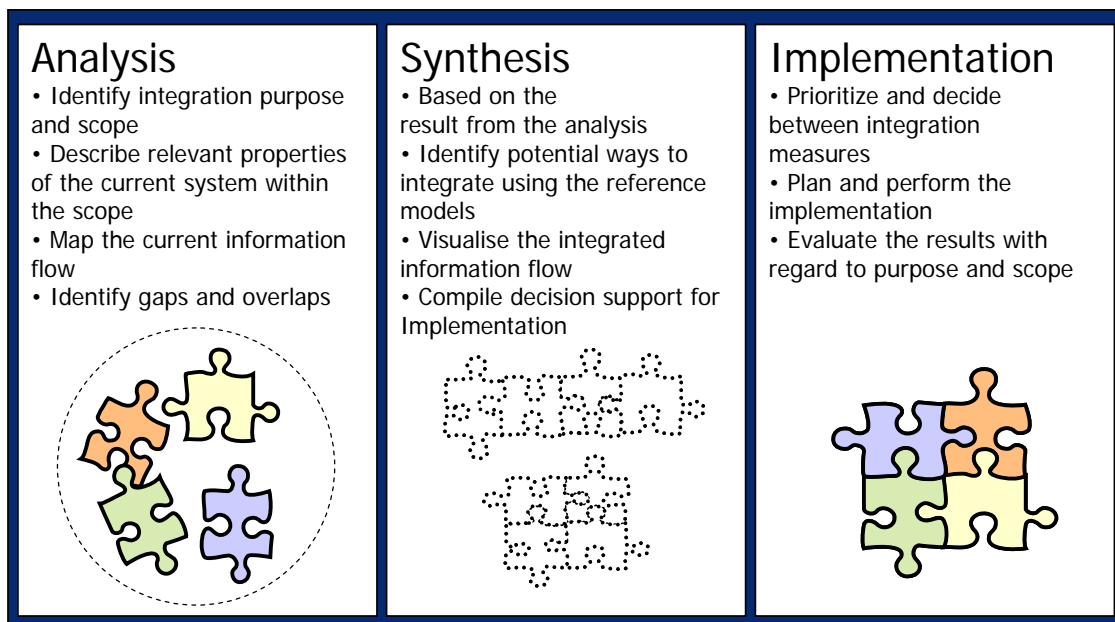 Analysis
• Identify integration purpose
and scope
• Describe relevant properties
of the current system within
the scope
• Map the current information
flow
• Identify gaps and overlaps
Synthesis
• Based on the
result from the analysis
• Identify potential ways to
integrate using the reference
models
• Visualise the integrated
information flow
• Compile decision support for
Implementation
Implementation
• Prioritize and decide
between integration
measures
• Plan and perform the
implementation
• Evaluate the results with
regard to purpose and scope